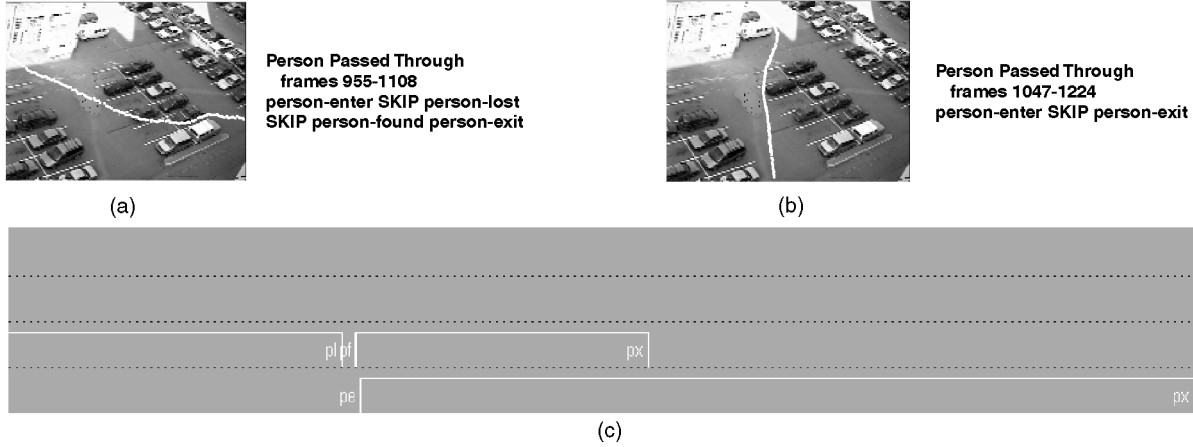 Person Passed Through
frames 955-1108
person-enter SKIP person-lost
SKIP person-found person-exit
(a)
Person Passed Through
frames 1047-1224
person-enter SKIP person-exit
(b)
pl pf px
pe px
(c)